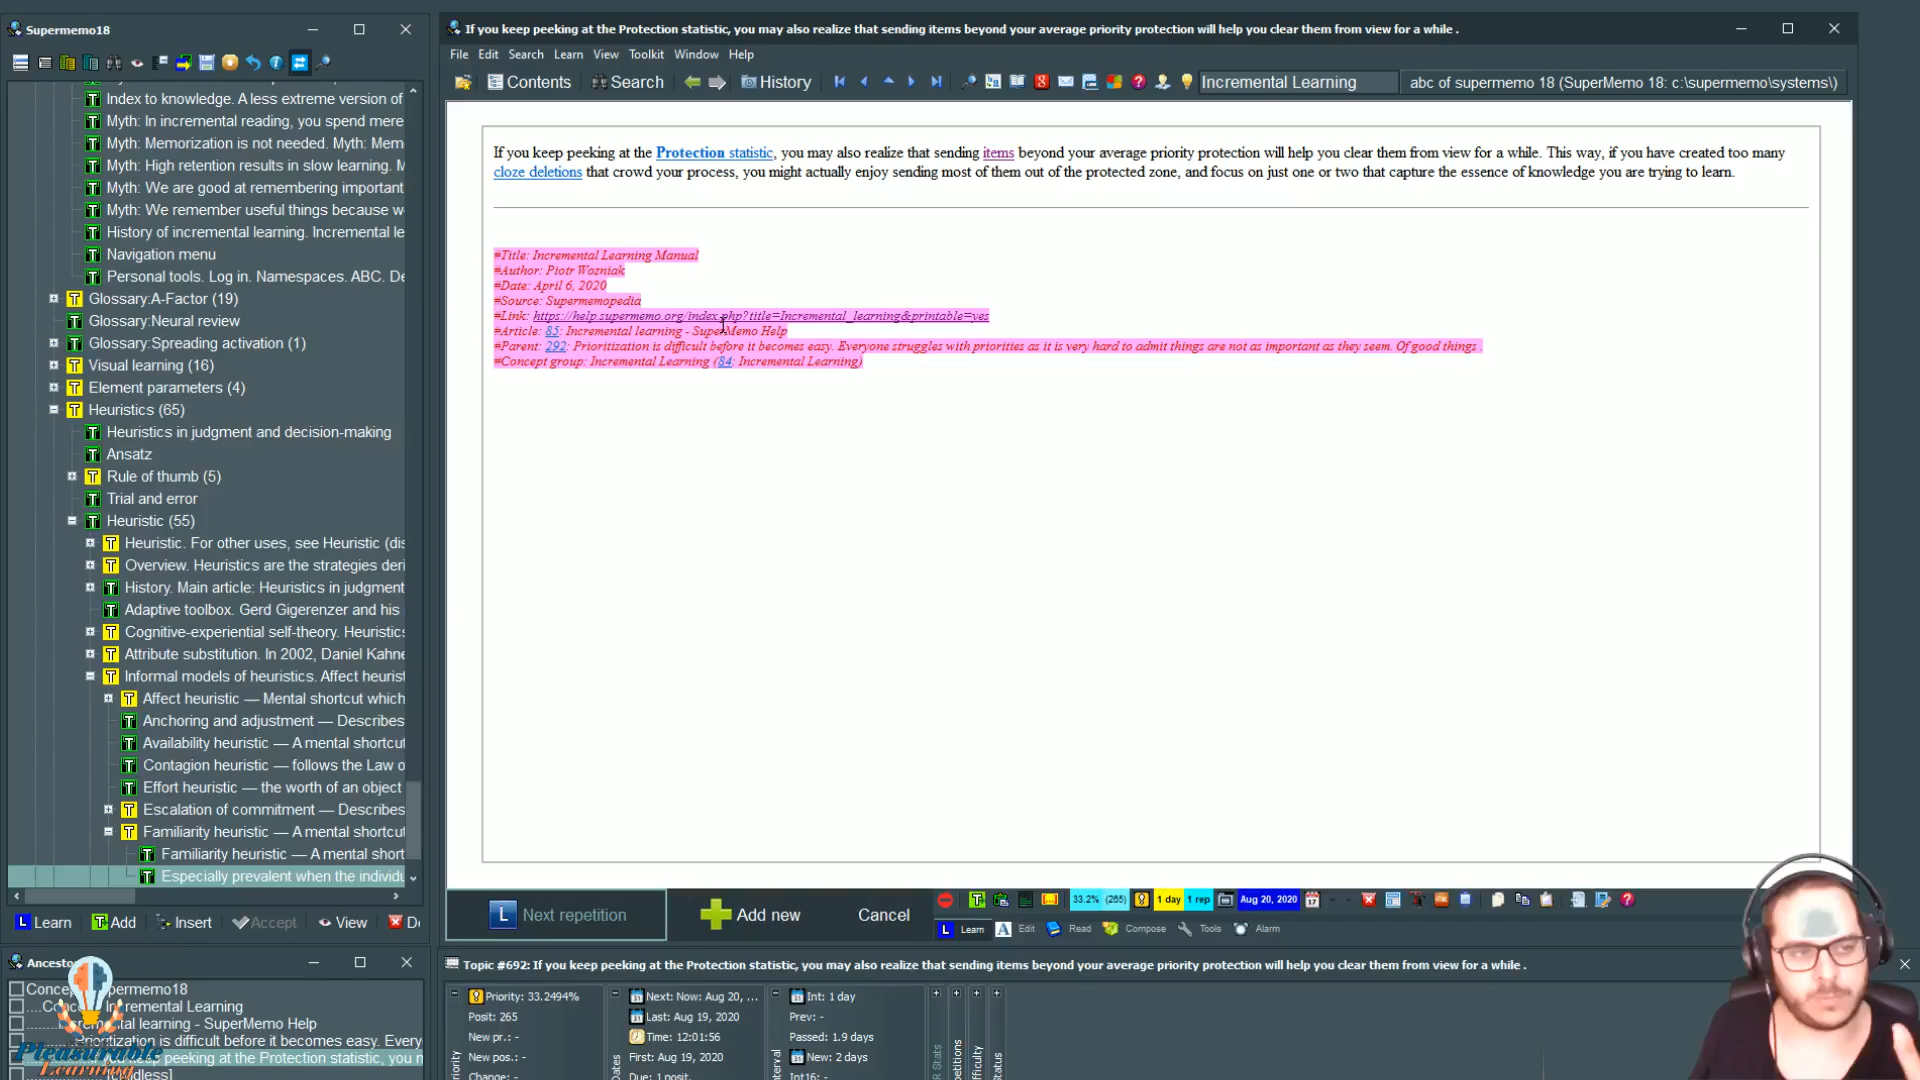 Supermemo18
If you keep peeking at the Protection statistic, you may also realize that sending items beyond your average priority protection will help you clear them from view for a while .
File Edit Search Learn View Toolkit Window Help
Contents Search History Incremental Learning abc of supermemo 18 (SuperMemo 18: c:\supermemo\systems\)
Index to knowledge. A less extreme version of
Myth: In incremental reading, you spend mere
Myth: Memorization is not needed. Myth: Mem
Myth: High retention results in slow learning. M
Myth: We are good at remembering important
Myth: We remember useful things because w
History of incremental learning. Incremental le
Navigation menu
Personal tools. Log in. Namespaces. ABC. De
Glossary:A-Factor (19)
Glossary:Neural review
Glossary:Spreading activation (1)
Visual learning (16)
Element parameters (4)
Heuristics (65)
Heuristics in judgment and decision-making
Ansatz
Rule of thumb (5)
Trial and error
Heuristic (55)
Heuristic. For other uses, see Heuristic (dis
Overview. Heuristics are the strategies deri
History. Main article: Heuristics in judgment
Adaptive toolbox. Gerd Gigerenzer and his
Cognitive-experiential self-theory. Heuristics
Attribute substitution. In 2002, Daniel Kahne
Informal models of heuristics. Affect heurist
Affect heuristic — Mental shortcut which
Anchoring and adjustment — Describes
Availability heuristic — A mental shortcut
Contagion heuristic — follows the Law o
Effort heuristic — the worth of an object
Escalation of commitment — Describes
Familiarity heuristic — A mental shortcut
Familiarity heuristic — A mental short
Especially prevalent when the individu
Learn Add Insert Accept View D
If you keep peeking at the Protection statistic, you may also realize that sending items beyond your average priority protection will help you clear them from view for a while. This way, if you have created too many
cloze deletions that crowd your process, you might actually enjoy sending most of them out of the protected zone, and focus on just one or two that capture the essence of knowledge you are trying to learn.
#Title: Incremental Learning Manual
#Author: Piotr Wozniak
#Date: April 6, 2020
#Source: Supermemopedia
#Link: https://help.supermemo.org/index.php?title=Incremental_learning&printable=yes
#Article: 85: Incremental learning - SuperMemo Help
#Parent: 292: Prioritization is difficult before it becomes easy. Everyone struggles with priorities as it is very hard to admit things are not as important as they seem. Of good things .
#Concept group: Incremental Learning (84: Incremental Learning)
Next repetition Add new Cancel
33.2% (265) 1 day 1 rep Aug 20, 2020
Learn Edit Read Compose Tools Alarm
Ancest
Conce permemo18
....Conc Incremental Learning
tal learning - SuperMemo Help
Prioritization is difficult before it becomes easy. Every
keep peeking at the Protection statistic, you n
Pleasurable
Learning
Topic #692: If you keep peeking at the Protection statistic, you may also realize that sending items beyond your average priority protection will help you clear them from view for a while .
Priority: 33.2494%
Posit: 265
New pr.: -
New pos.: -
Change: -
Dates
Next: Now: Aug 20, ...
Last: Aug 19, 2020
Time: 12:01:56
First: Aug 19, 2020
Due: 1 posit.
Int: 1 day
Prev: -
Passed: 1.9 days
New: 2 days
Int16: -